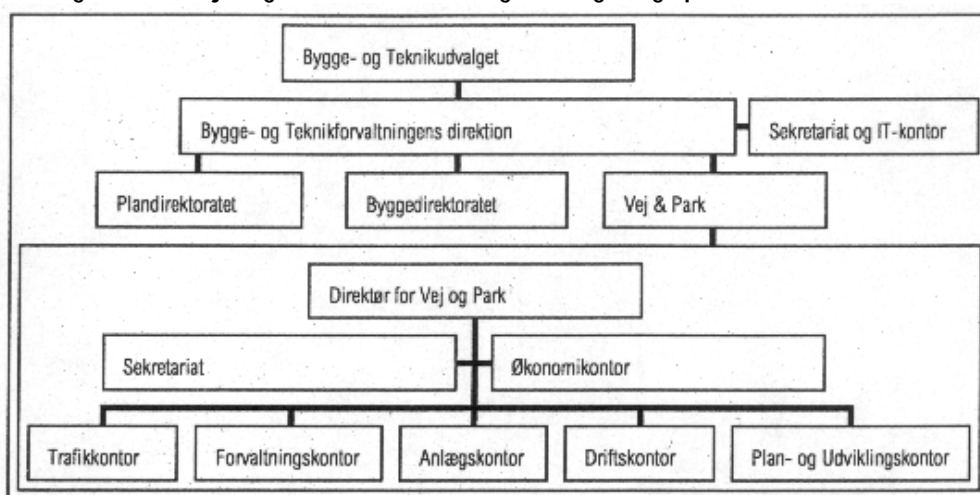 Bygge- og Teknikudvalget
Bygge- og Teknikforvaltningens direktion
Sekretariat og IT-kontor
Plandirektoratet
Byggedirektoratet
Vej & Park
Direktør for Vej og Park
Sekretariat
Økonomikontor
Trafikkontor
Forvaltningskontor
Anlægskontor
Driftskontor
Plan- og Udviklingskontor